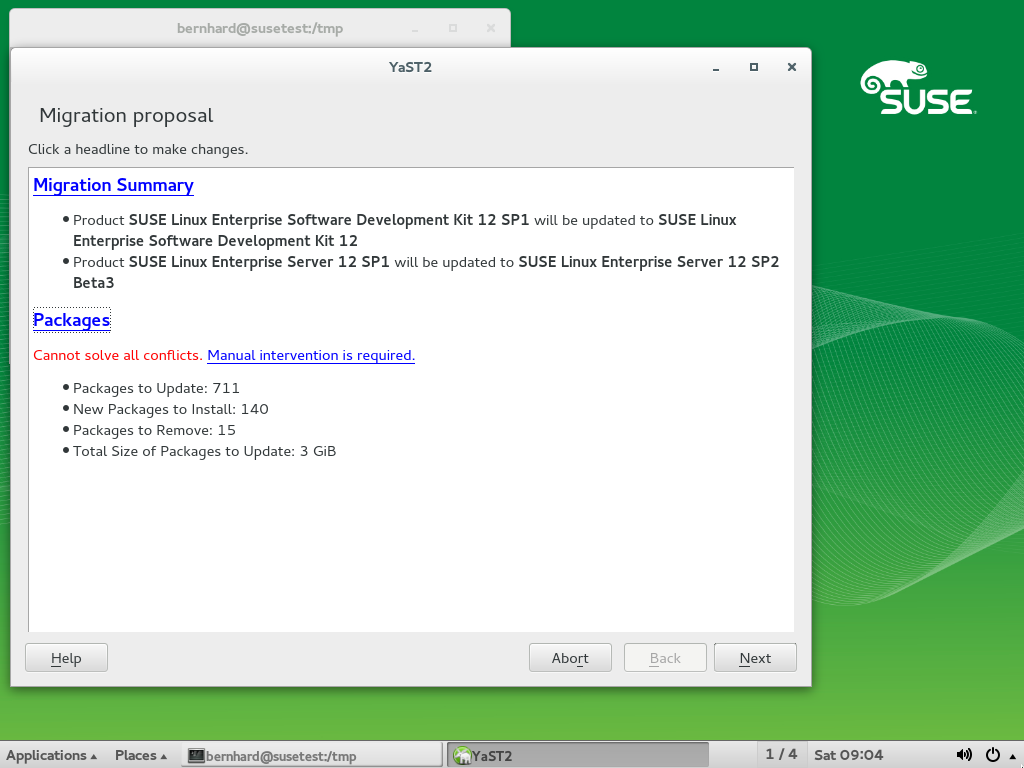 bernhard@susetest:/tmp
YaST2
SUSE
Migration proposal
Click a headline to make changes.
Migration Summary
Product SUSE Linux Enterprise Software Development Kit 12 SP1 will be updated to SUSE Linux
Enterprise Software Development Kit 12
Product SUSE Linux Enterprise Server 12 SP1 will be updated to SUSE Linux Enterprise Server 12 SP2
Beta3
Packages
Cannot solve all conflicts. Manual intervention is required.
Packages to Update: 711
New Packages to Install: 140
Packages to Remove: 15
Total Size of Packages to Update: 3 GiB
Help Abort Back Next
Applications Places bernhard@susetest:/tmp YaST2 1 / 4 Sat 09:04